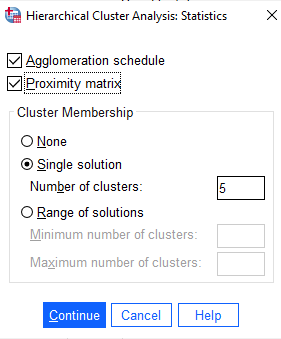 Hierarchical Cluster Analysis: Statistics
Agglomeration schedule
Proximity matrix
Cluster Membership
None
Single solution
Number of clusters: 5
Range of solutions
Minimum number of clusters:
Maximum number of clusters:
Continue Cancel Help